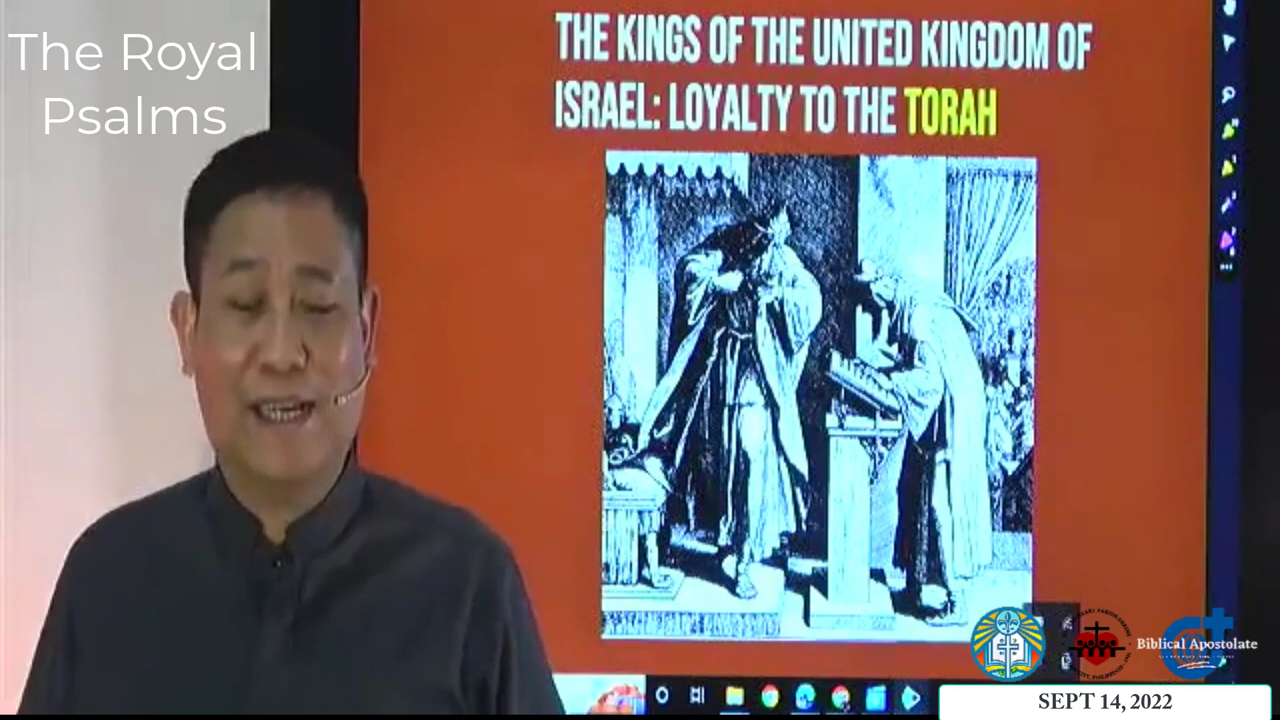 The Royal
Psalms
THE KINGS OF THE UNITED KINGDOM OF
ISRAEL: LOYALTY TO THE TORAH
Biblical Apostolate
SEPT 14, 2022